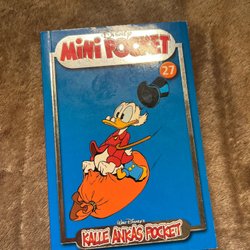 DISNEY
MINI POCKET
27
WALT DISNEY'S
KALLE ANKAS POCKET